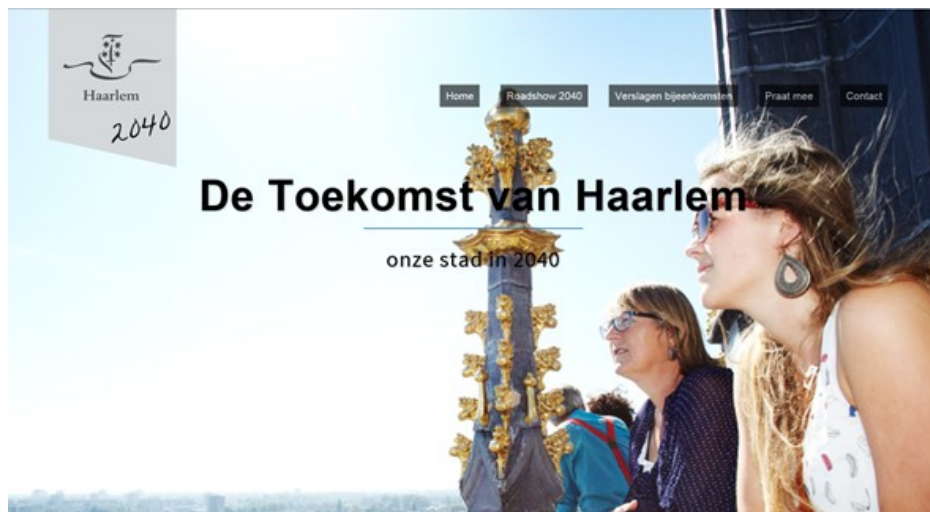 Haarlem
2040
Home Roadshow 2040 Verslagen bijeenkomsten Praat mee Contact
De Toekomst van Haarlem
onze stad in 2040